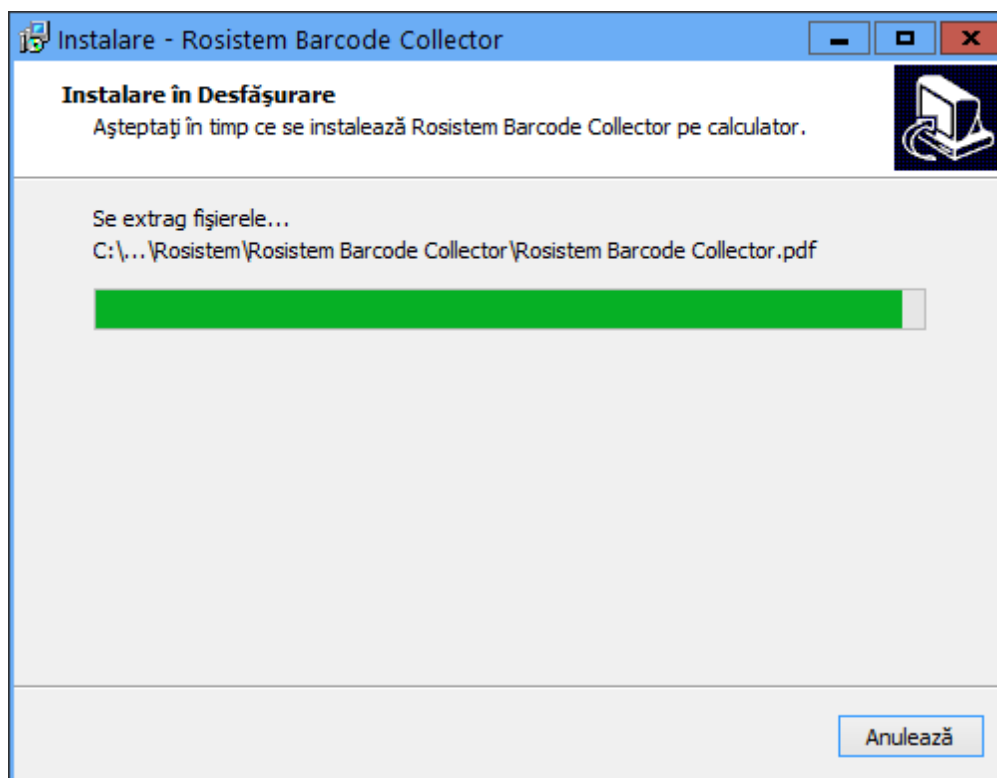 Instalare - Rosistem Barcode Collector
Instalare în Desfăşurare
Aşteptaţi în timp ce se instalează Rosistem Barcode Collector pe calculator.
Se extrag fişierele...
C:\...\Rosistem\Rosistem Barcode Collector\Rosistem Barcode Collector.pdf
Anulează